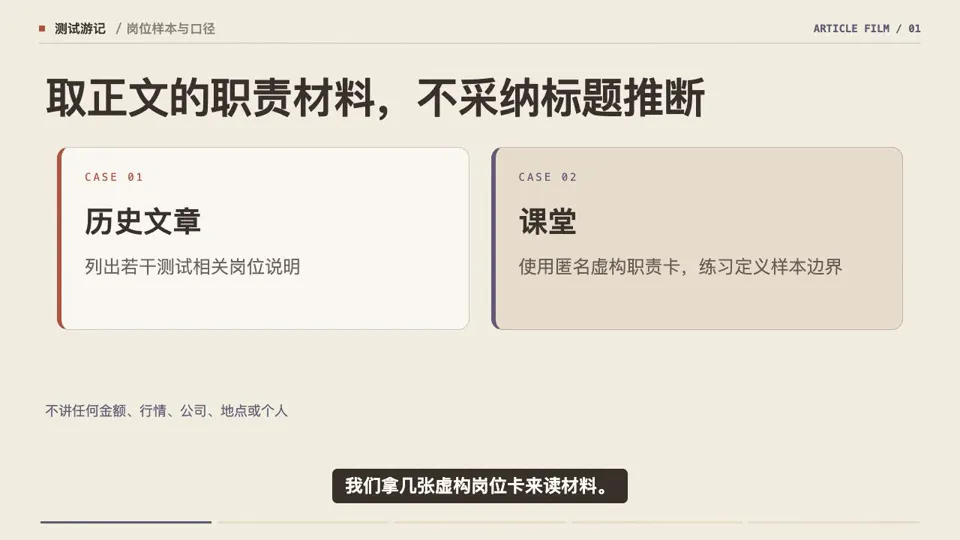 测试游记 / 岗位样本与口径
ARTICLE FILM / 01
取正文的职责材料，不采纳标题推断
CASE 01
历史文章
列出若干测试相关岗位说明
CASE 02
课堂
使用匿名虚构职责卡，练习定义样本边界
不讲任何金额、行情、公司、地点或个人
我们拿几张虚构岗位卡来读材料。